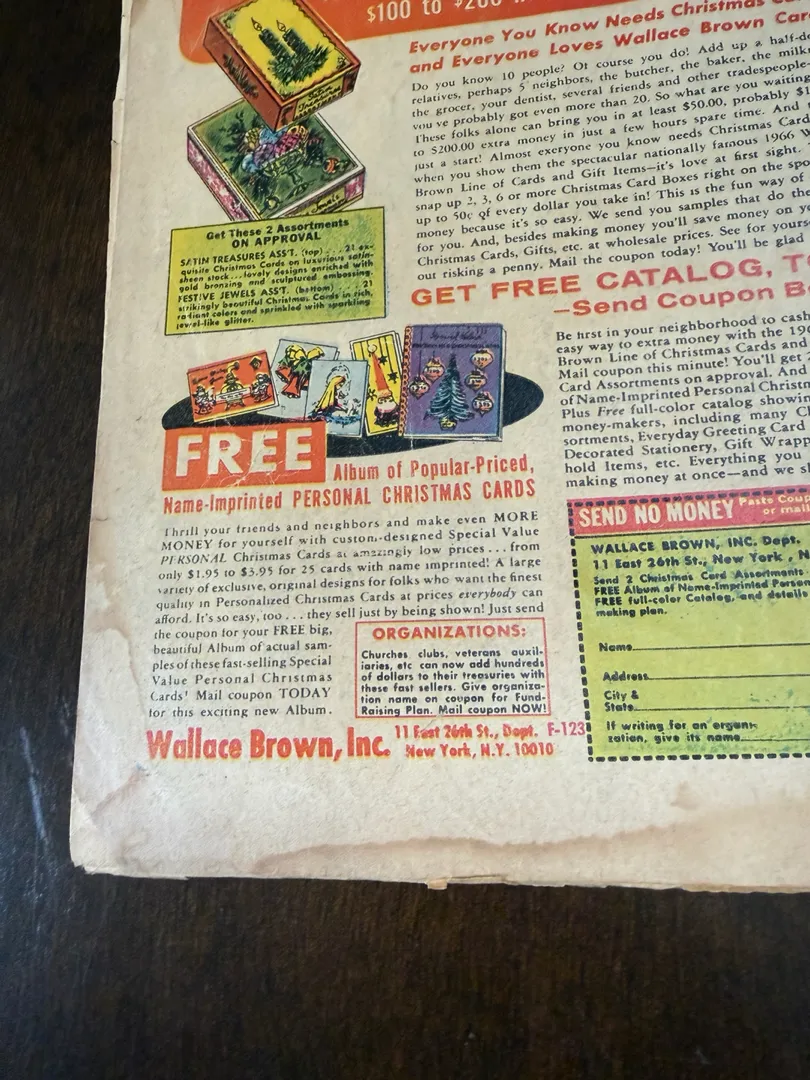 $100 to $200
Satin
Treasures
Jewels
Get These 2 Assortments
ON APPROVAL
SATIN TREASURES ASS'T. (top) . . . 21 ex-
quisite Christmas Cards on luxurious satin-
sheen stock . . . lovely designs enriched with
gold bronzing and sculptured embossing.
FESTIVE JEWELS ASS'T. (bottom) . . . . 21
strikingly beautiful Christmas Cards in rich,
radiant colors and sprinkled with sparkling
jewel-like glitter.
FREE
Album of Popular-Priced,
Name-Imprinted PERSONAL CHRISTMAS CARDS
Thrill your friends and neighbors and make even MORE
MONEY for yourself with custom-designed Special Value
PERSONAL Christmas Cards at amazingly low prices . . . from
only $1.95 to $3.95 for 25 cards with name imprinted! A large
variety of exclusive, original designs for folks who want the finest
quality in Personalized Christmas Cards at prices everybody can
afford. It's so easy, too . . . they sell just by being shown! Just send
the coupon for your FREE big,
beautiful Album of actual sam-
ples of these fast-selling Special
Value Personal Christmas
Cards! Mail coupon TODAY
for this exciting new Album.
ORGANIZATIONS:
Churches, clubs, veterans auxil-
iaries, etc can now add hundreds
of dollars to their treasuries with
these fast sellers. Give organiza-
tion name on coupon for Fund-
Raising Plan. Mail coupon NOW!
Wallace Brown, Inc.
11 East 26th St., Dept. F-123
New York, N.Y. 10010
Everyone You Know Needs Christmas
and Everyone Loves Wallace Brown
Do you know 10 people? Of course you do! Add up a
relatives, perhaps 5 neighbors, the butcher, the baker, the
the grocer, your dentist, several friends and other tradespeople—
you've probably got even more than 20. So what are you waiting
These folks alone can bring you in at least $50.00, probably
to $200.00 extra money in just a few hours spare time. And
just a start! Almost everyone you know needs Christmas
when you show them the spectacular nationally famous 1966
Brown Line of Cards and Gift Items—it's love at first sight.
snap up 2, 3, 6 or more Christmas Card Boxes right on the
up to 50¢ of every dollar you take in! This is the fun way of
money because it's so easy. We send you samples that do the
for you. And, besides making money you'll save money on
Christmas Cards, Gifts, etc. at wholesale prices. See for
out risking a penny. Mail the coupon today! You'll be glad
GET FREE CATALOG,
—Send Coupon
Be first in your neighborhood to cash
easy way to extra money with the
Brown Line of Christmas Cards and
Mail coupon this minute! You'll get
Card Assortments on approval. And
of Name-Imprinted Personal
Plus Free full-color catalog
money-makers, including many
sortments, Everyday Greeting Card
Decorated Stationery, Gift
hold Items, etc. Everything you
making money at once—and we
SEND NO MONEY
Paste
or mail
WALLACE BROWN, INC. Dept.
11 East 26th St., New York, N
Send 2 Christmas Card Assortments
FREE Album of Name-Imprinted
FREE full-color Catalog, and details
making plan.
Name
Address
City &
State
If writing for an organi-
zation, give its name